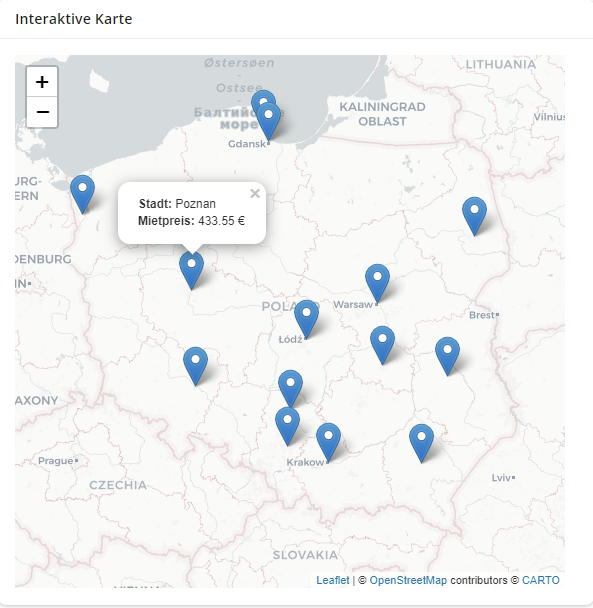 Interaktive Karte
+
−
Østersøen
- Ostsee -
Балтийское
море
LITHUANIA
KALININGRAD
OBLAST
Vilnius
Gdansk
Stadt: Poznan
Mietpreis: 433.55 €
×
URG-
ERN
DENBURG
IN
POLAND
Warsaw
Brest
Łódź
AXONY
Prague
Krakow
Lviv
CZECHIA
SLOVAKIA
Leaflet | © OpenStreetMap contributors © CARTO